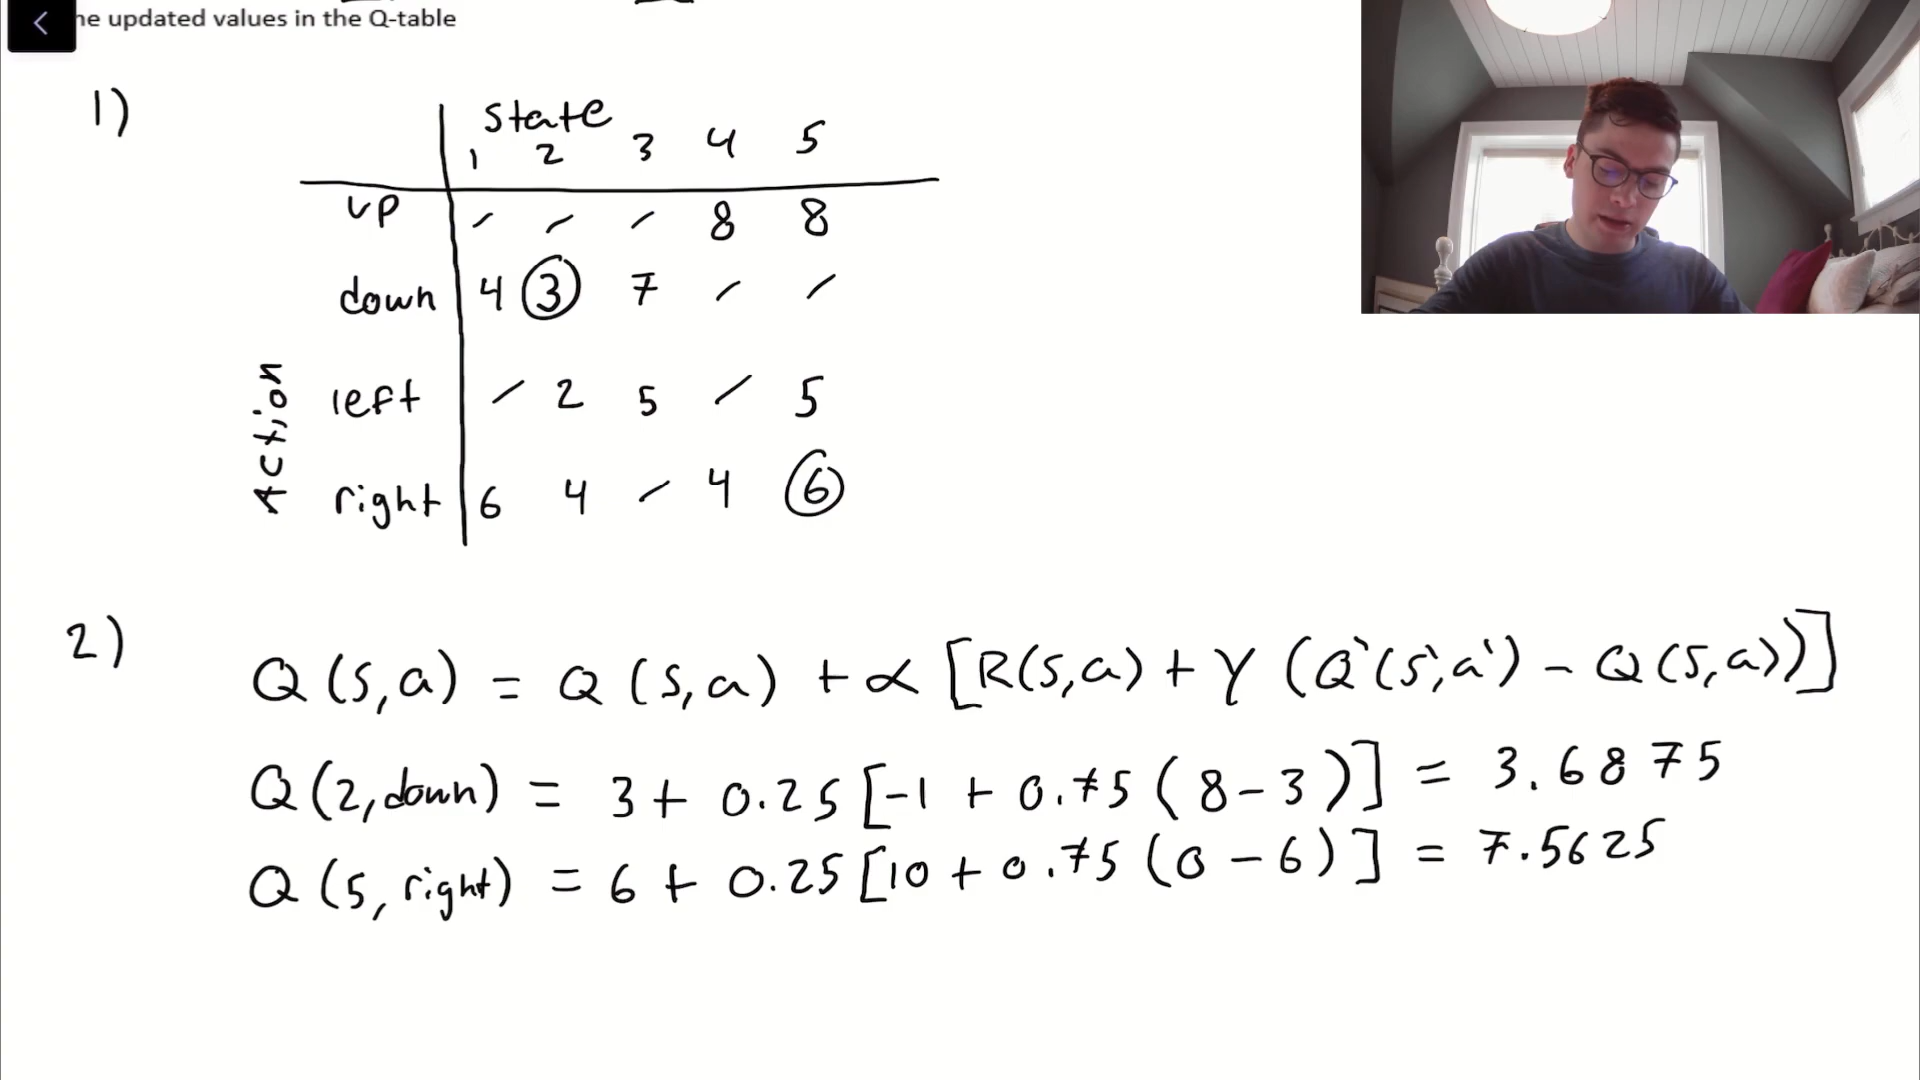 he updated values in the Q-table
1)
state
1 2 3 4 5
up - - - 8 8
down 4 3 7 - -
Action
left - 2 5 - 5
right 6 4 - 4 6
2)
Q (s,a) = Q (s,a) + α [R(s,a) + γ (Q'(s',a') - Q(s,a))]
Q (2,down) = 3 + 0.25 [-1 + 0.75 (8-3)] = 3.6875
Q (5,right) = 6 + 0.25 [10 + 0.75 (0-6)] = 7.5625